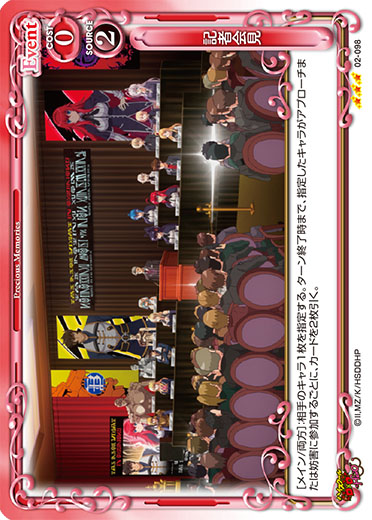 Event
COST
0
SOURCE
2
記者会見
02-098
Precious Memories
[メイン/両方]:相手のキャラ1枚を指定する。ターン終了時まで、指定したキャラがアプローチま
たは妨害に参加するごとに、カードを2枚引く。
©II,MZ/K/HSDDHP